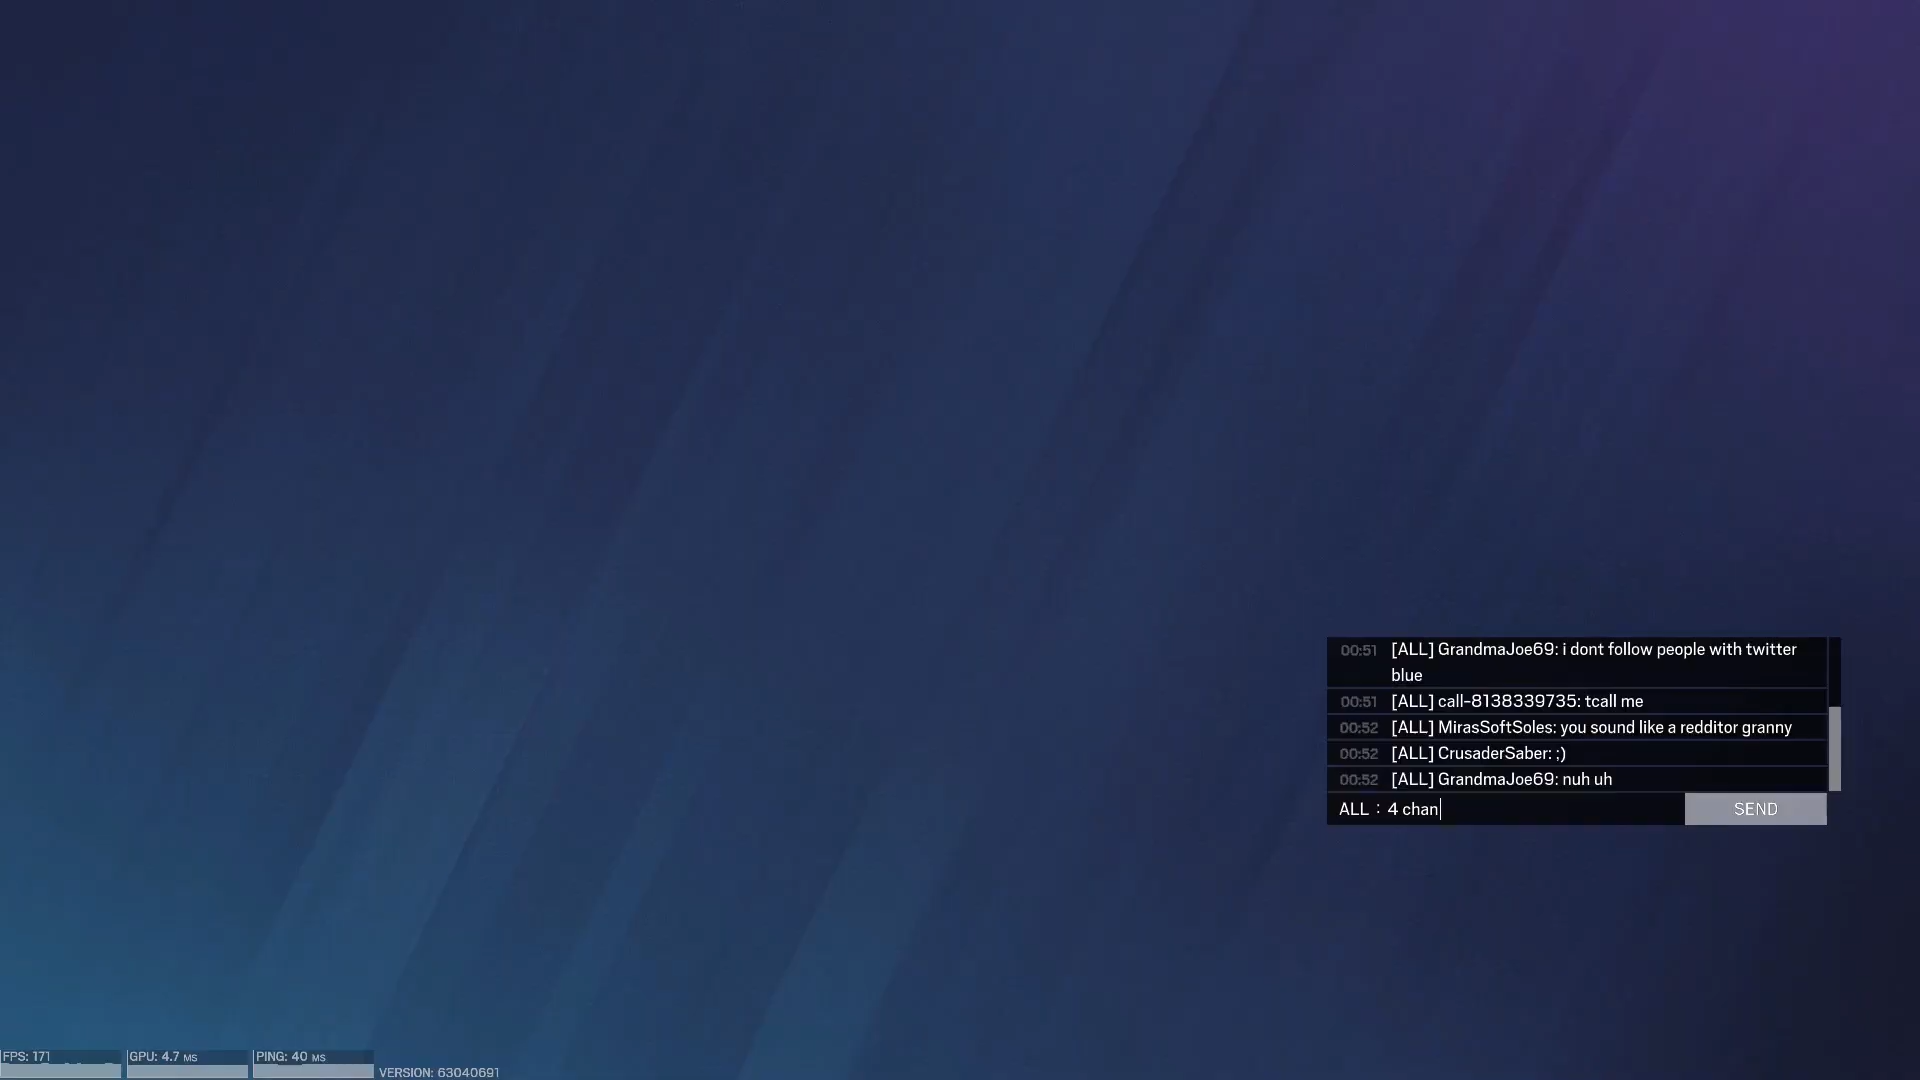 00:51 [ALL] GrandmaJoe69: i dont follow people with twitter
blue
00:51 [ALL] call-8138339735: tcall me
00:52 [ALL] MirasSoftSoles: you sound like a redditor granny
00:52 [ALL] CrusaderSaber: ;)
00:52 [ALL] GrandmaJoe69: nuh uh
ALL : 4 chan SEND
FPS: 171 GPU: 4.7 MS PING: 40 MS
VERSION: 63040691